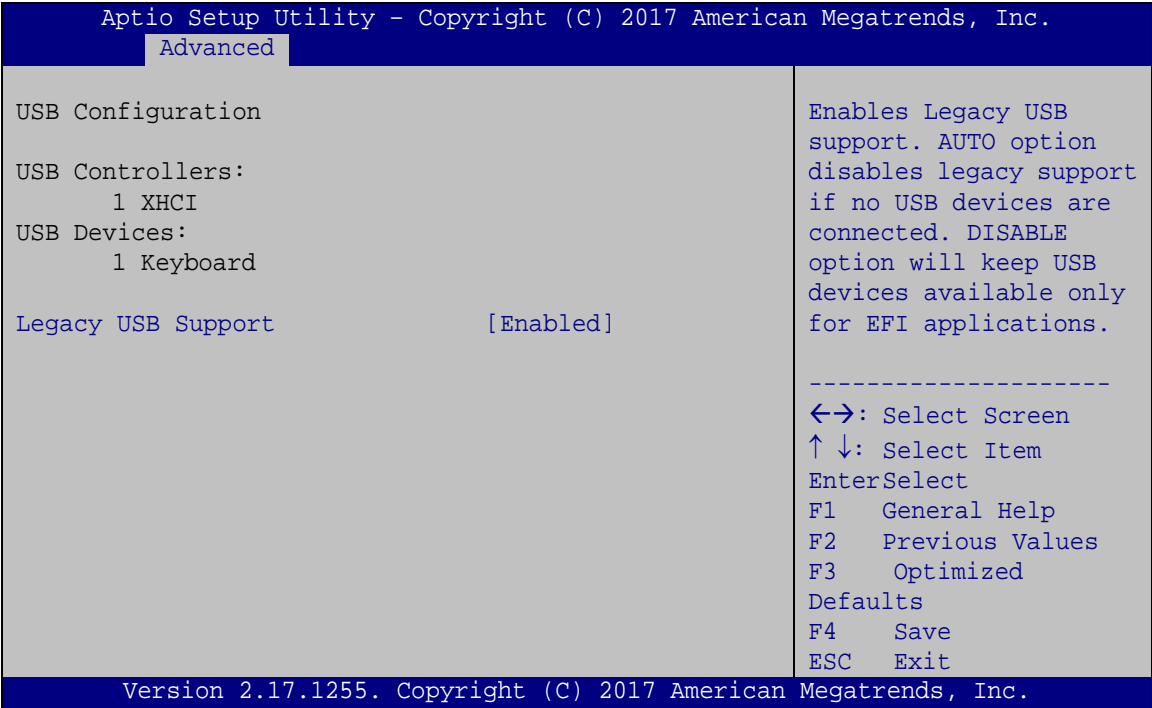 Aptio Setup Utility – Copyright (C) 2017 American Megatrends, Inc.
Advanced
USB Configuration
USB Controllers:
1 XHCI
USB Devices:
1 Keyboard
Legacy USB Support [Enabled]
Enables Legacy USB
support. AUTO option
disables legacy support
if no USB devices are
connected. DISABLE
option will keep USB
devices available only
for EFI applications.
---------------------
←→: Select Screen
↑ ↓: Select Item
EnterSelect
F1 General Help
F2 Previous Values
F3 Optimized
Defaults
F4 Save
ESC Exit
Version 2.17.1255. Copyright (C) 2017 American Megatrends, Inc.